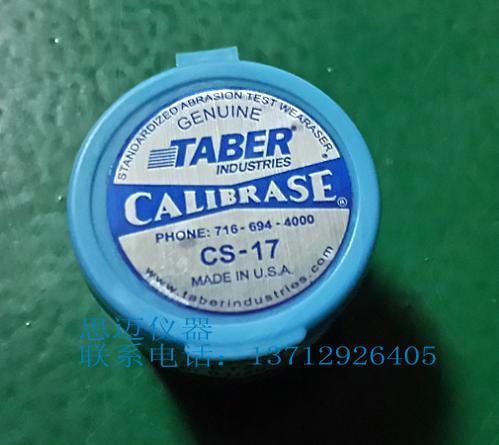 STANDARDIZED ABRASION TEST WEARASER
GENUINE
TABER®
INDUSTRIES
CALIBRASE®
PHONE: 716-694-4000
CS-17
MADE IN U.S.A.
www.taberindustries.com
思迈仪器
联系电话：13712926405